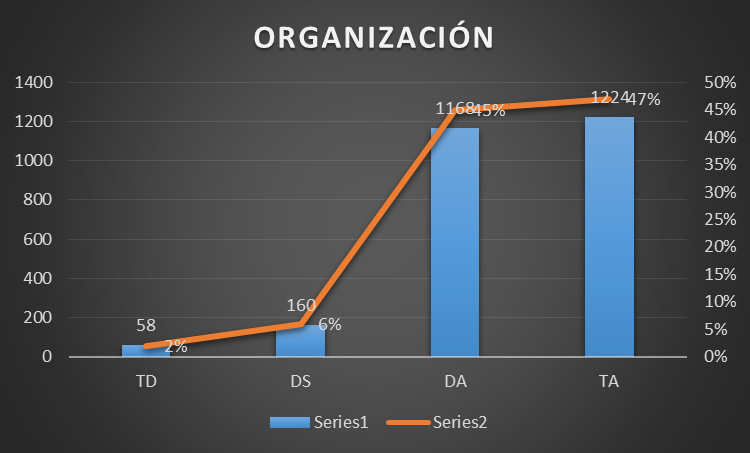 ORGANIZACIÓN
1400 50%
1200 45%
1000 40%
800 35%
600 30%
400 25%
200 20%
0 15%
10%
5%
0%
58 160 1168 1224
2% 6% 45% 47%
TD DS DA TA
Series1 Series2